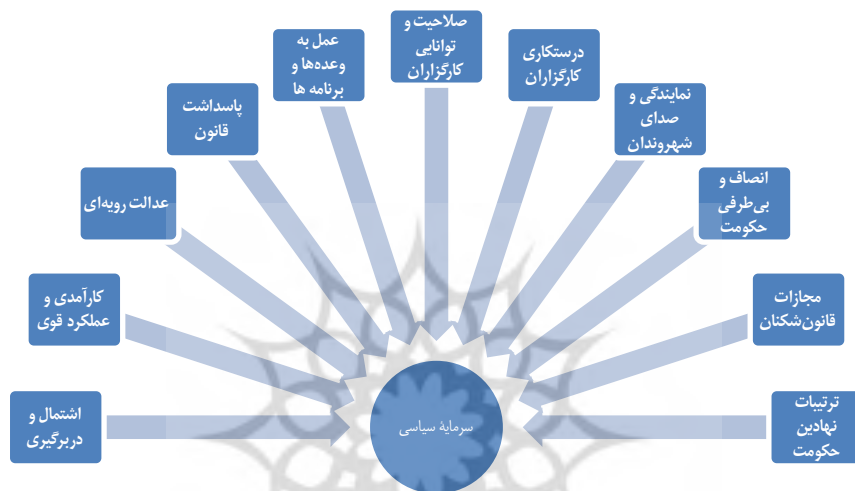 صلاحیت و
توانایی
کارگزاران
درستکاری
کارگزاران
عمل به
وعده‌ها و
برنامه ها
نمایندگی و
صدای
شهروندان
پاسداشت
قانون
انصاف و
بی‌طرفی
حکومت
عدالت رویه‌ای
مجازات
قانون‌شکنان
کارآمدی و
عملکرد قوی
ترتیبات
نهادین
حکومت
اشتمال و
دربرگیری
سرمایۀ سیاسی